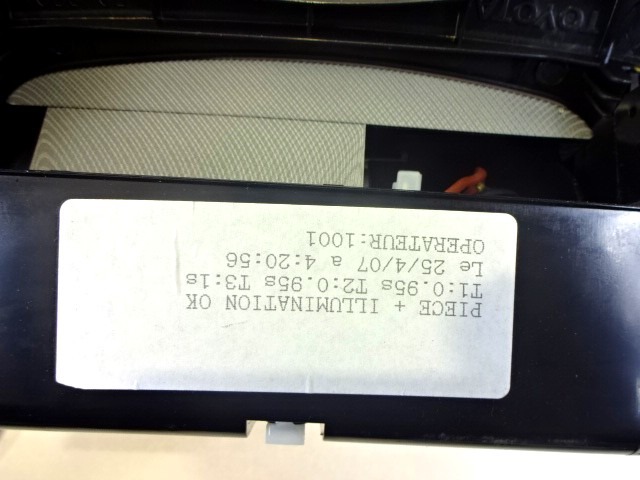 PIECE + ILLUMINATION OK
T1:0.95s T2:0.95s T3:1s
Le 25/4/07 a 4:20:56
OPERATEUR:1001
TOYOTA